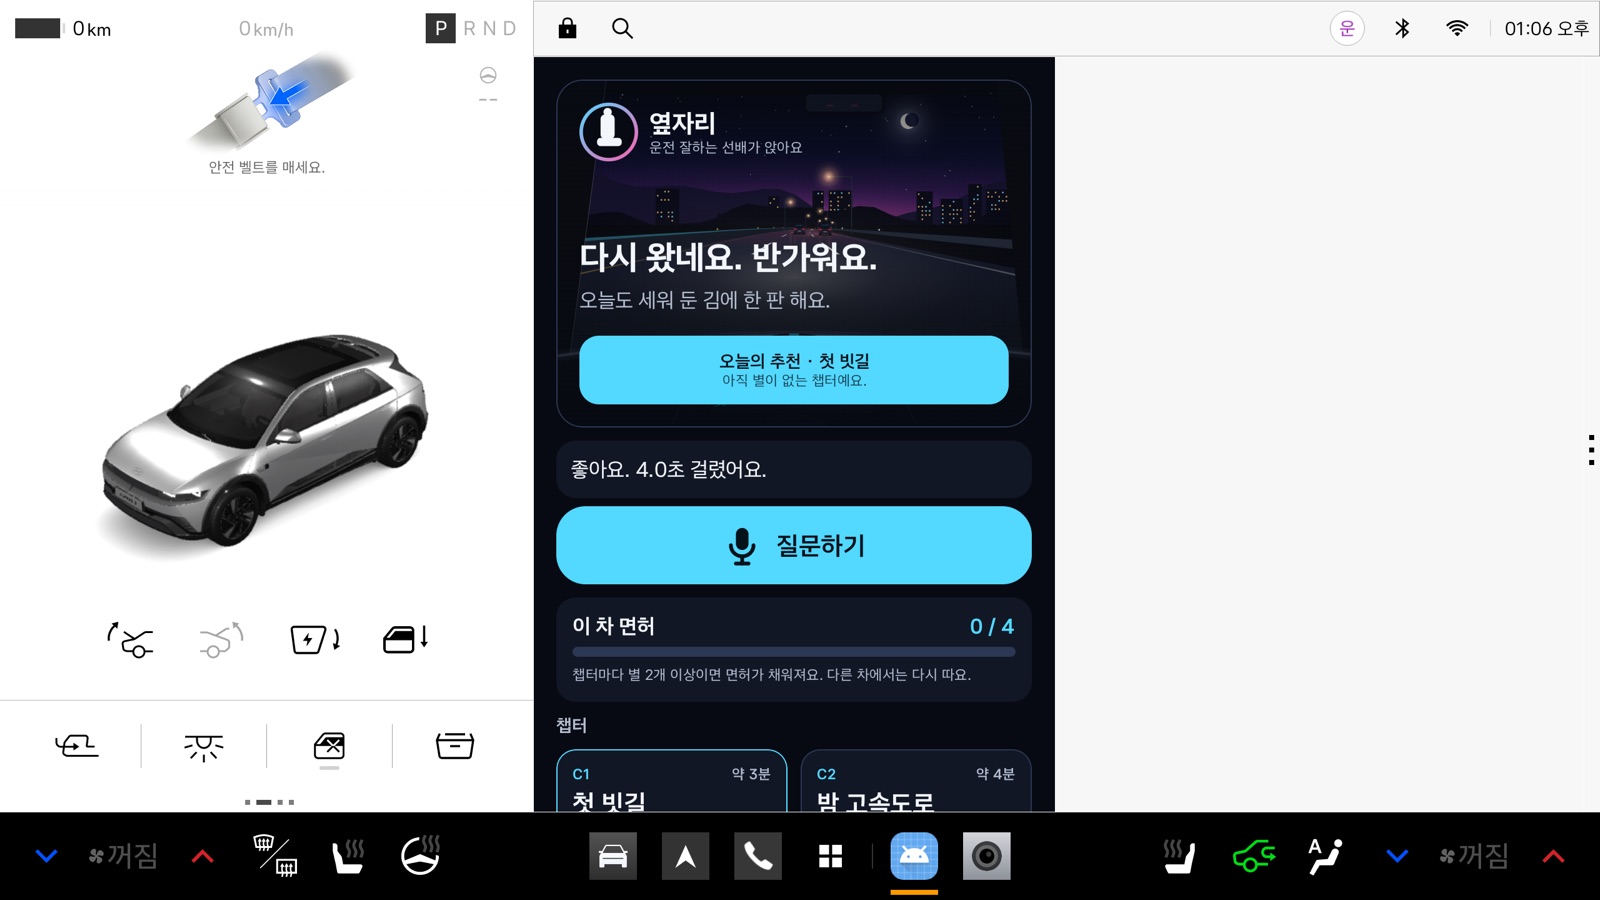 0 km
0 km/h
P R N D
01:06 오후
운
--
안전 벨트를 매세요.
옆자리
운전 잘하는 선배가 앉아요
다시 왔네요. 반가워요.
오늘도 세워 둔 김에 한 판 해요.
오늘의 추천 · 첫 빗길
아직 별이 없는 챕터예요.
좋아요. 4.0초 걸렸어요.
질문하기
이 차 면허
0 / 4
챕터마다 별 2개 이상이면 면허가 채워져요. 다른 차에서는 다시 따요.
챕터
C1
약 3분
첫 빗길
C2
약 4분
밤 고속도로
꺼짐
A
꺼짐